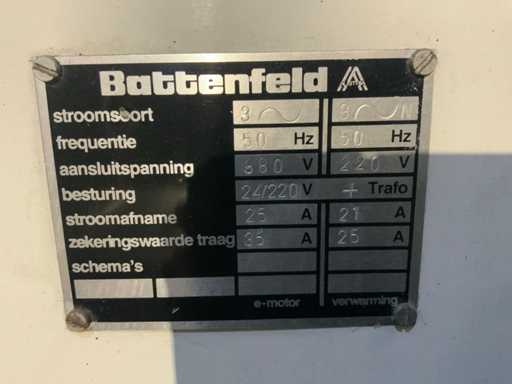 Battenfeld
stroomsoort 3 3 N
frequentie 50 Hz 50 Hz
aansluitspanning 380 V 220 V
besturing 24/220 V + Trafo
stroomafname 25 A 21 A
zekeringswaarde traag 35 A 25 A
schema's
e-motor verwarming